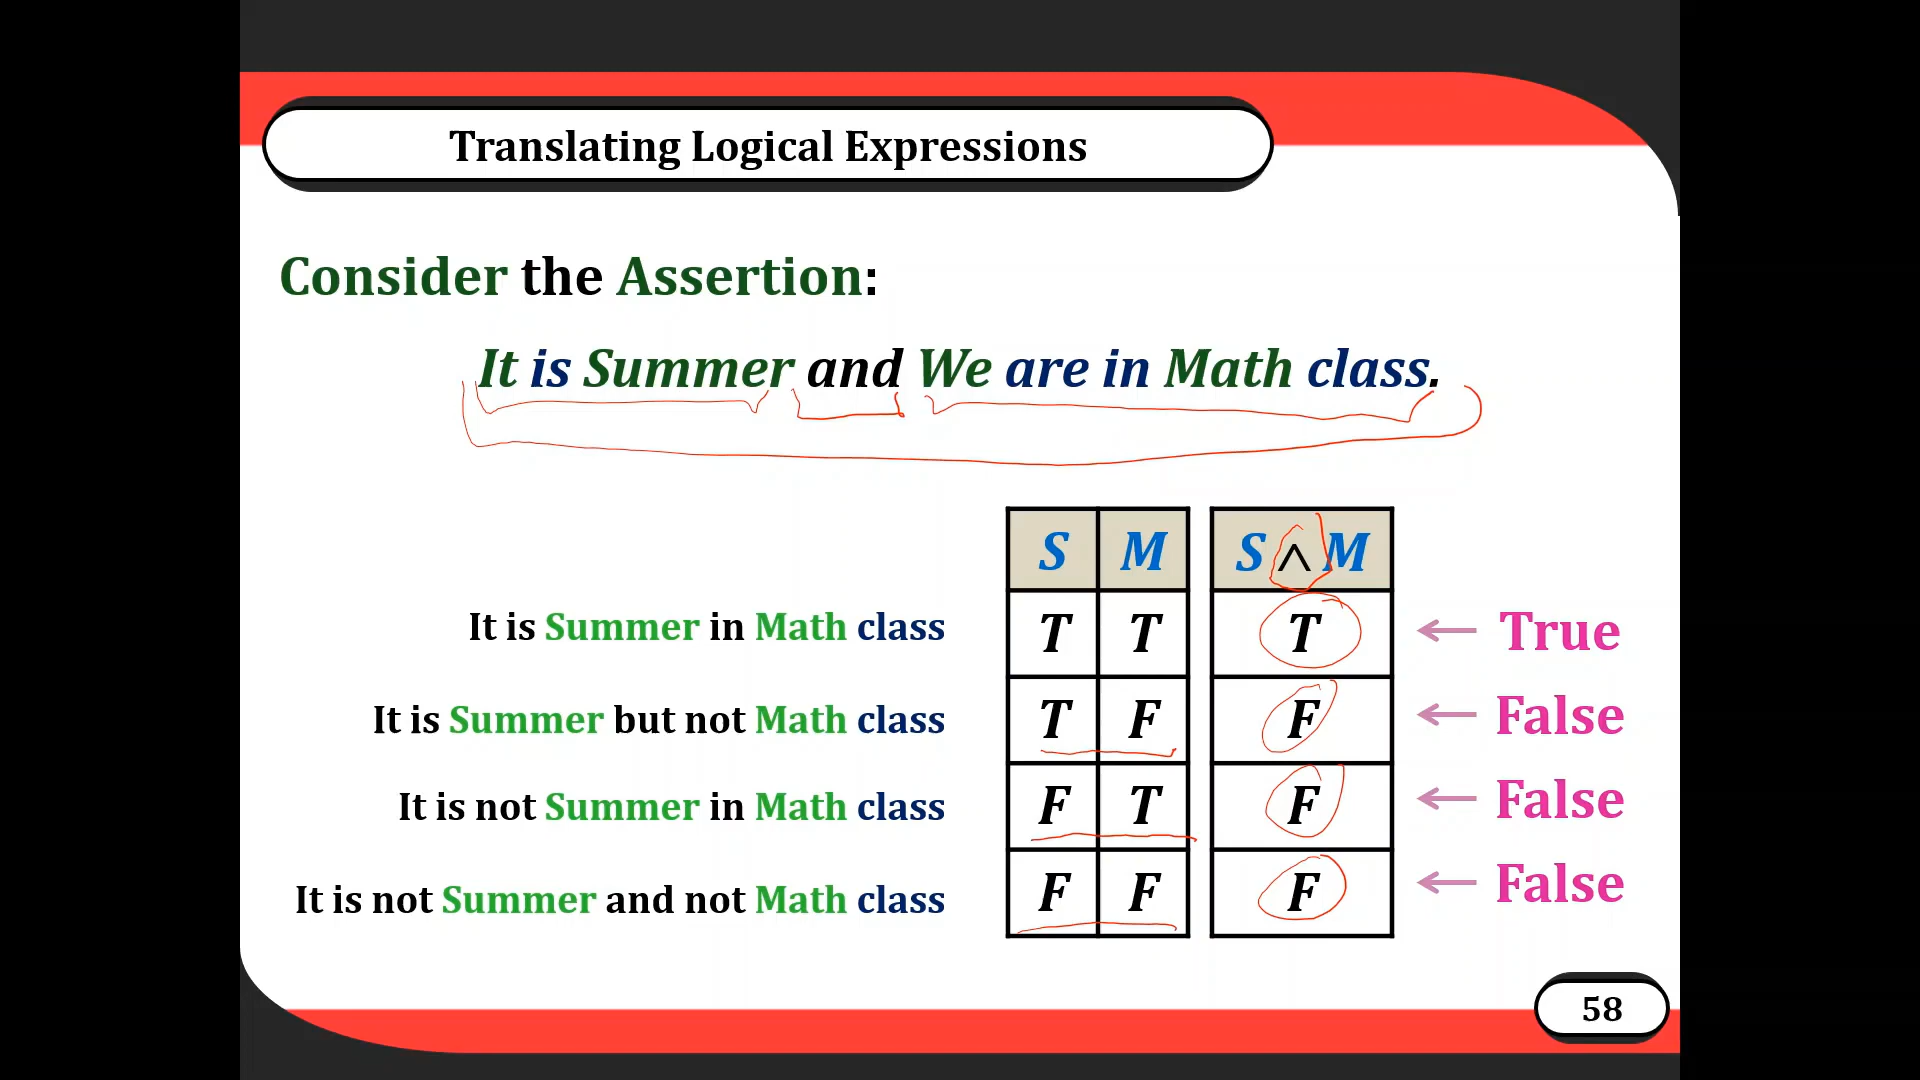 Translating Logical Expressions
Consider the Assertion:
It is Summer and We are in Math class.
S M S ∧ M
It is Summer in Math class T T T ← True
It is Summer but not Math class T F F ← False
It is not Summer in Math class F T F ← False
It is not Summer and not Math class F F F ← False
58